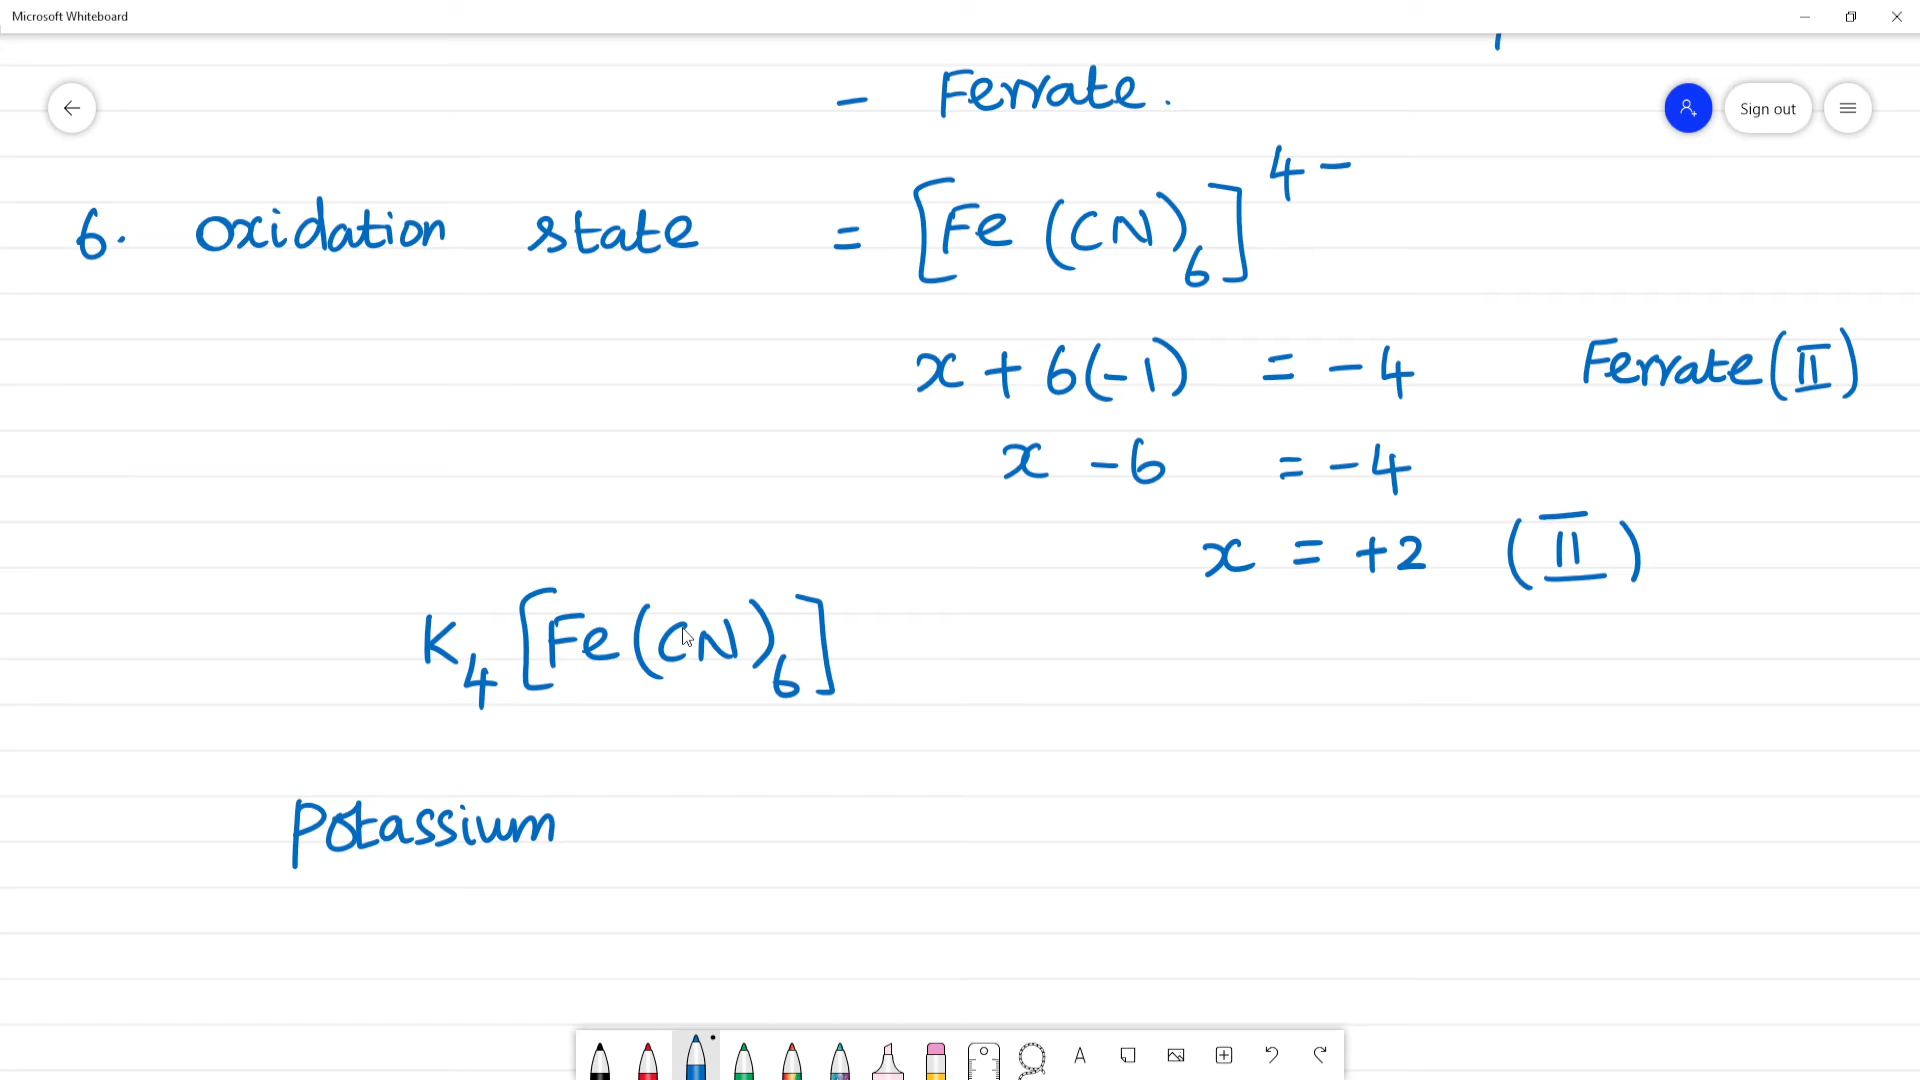 Microsoft Whiteboard
- Ferrate.
Sign out
6. oxidation state = [Fe(CN)₆]⁴⁻
x + 6(-1) = -4 Ferrate(II)
x - 6 = -4
x = +2 (II)
K₄[Fe(CN)₆]
Potassium
A